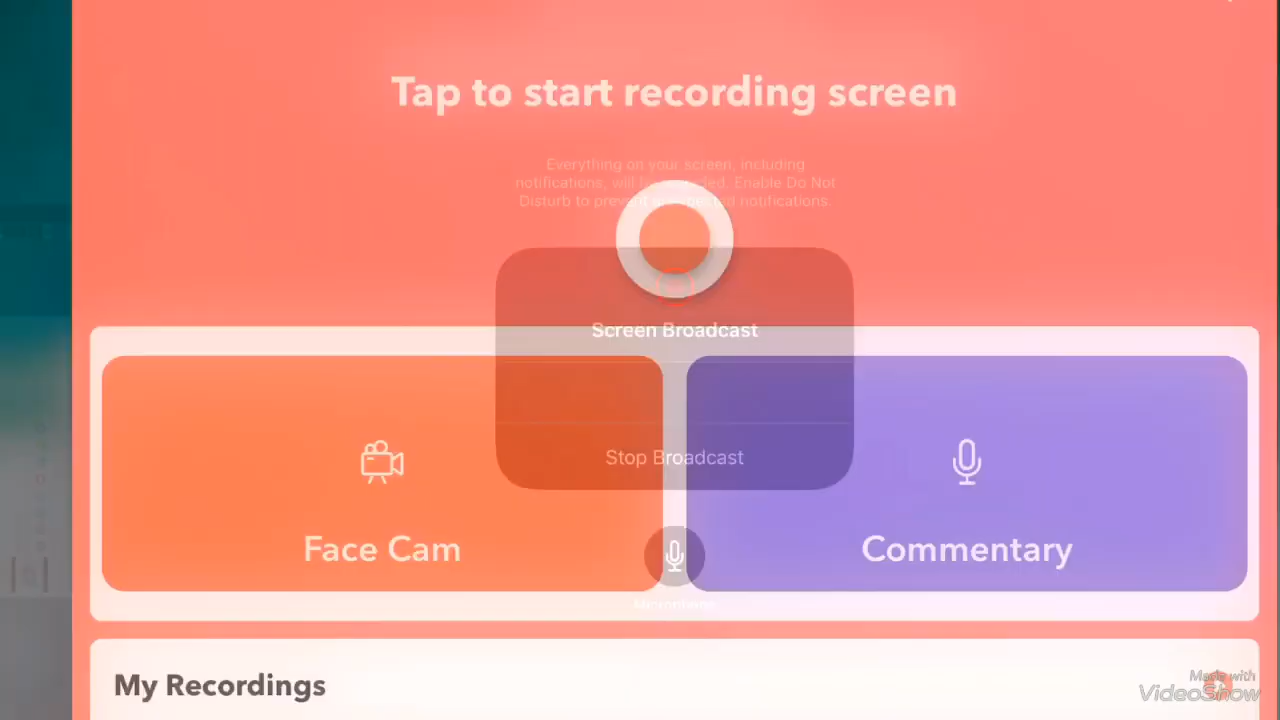 Tap to start recording screen
Everything on your screen, including
notifications, will be recorded. Enable Do Not
Disturb to prevent unexpected notifications.
Screen Broadcast
Stop Broadcast
Face Cam
Commentary
Microphone
My Recordings
Made with
VideoShow